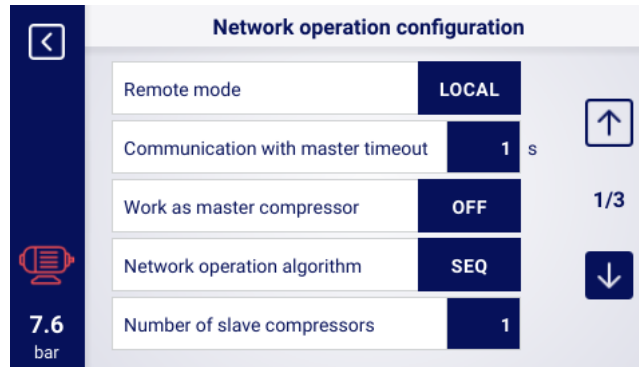 Network operation configuration
Remote mode LOCAL
Communication with master timeout 1 s
Work as master compressor OFF
1/3
Network operation algorithm SEQ
Number of slave compressors 1
7.6
bar